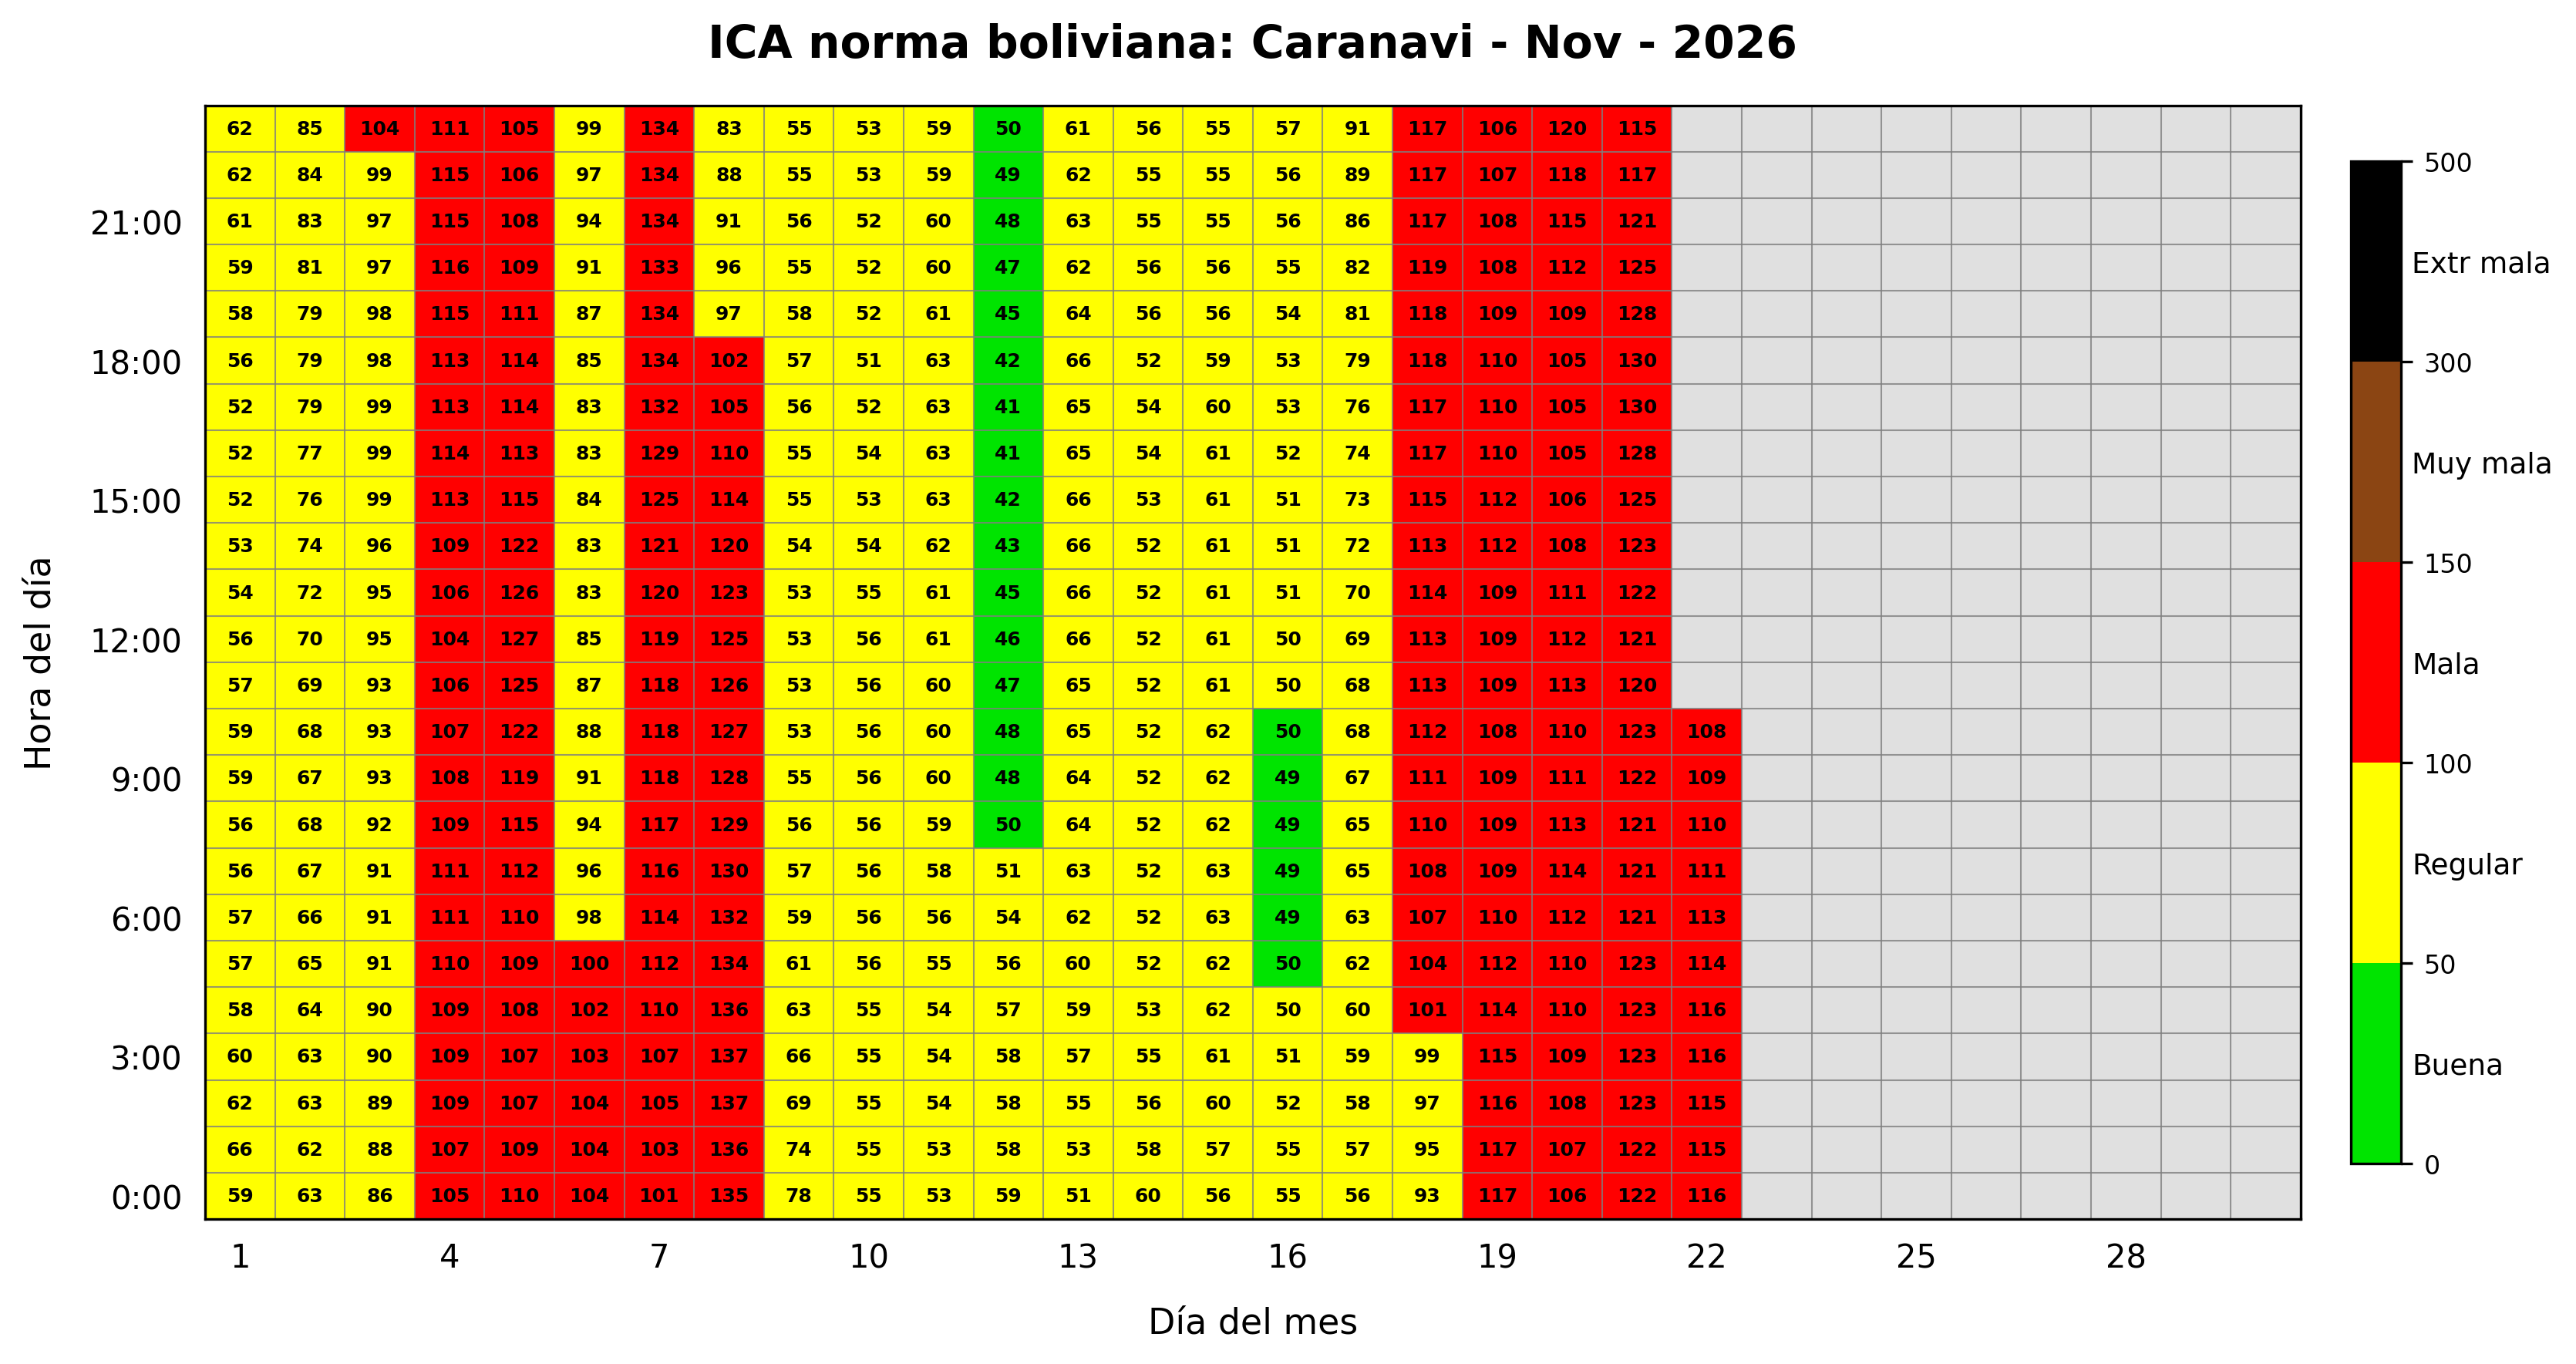 ICA norma boliviana: Caranavi - Nov - 2026
62 85 104 111 105 99 134 83 55 53 59 50 61 56 55 57 91 117 106 120 115
62 84 99 115 106 97 134 88 55 53 59 49 62 55 55 56 89 117 107 118 117
21:00 61 83 97 115 108 94 134 91 56 52 60 48 63 55 55 56 86 117 108 115 121
59 81 97 116 109 91 133 96 55 52 60 47 62 56 56 55 82 119 108 112 125
58 79 98 115 111 87 134 97 58 52 61 45 64 56 56 54 81 118 109 109 128
18:00 56 79 98 113 114 85 134 102 57 51 63 42 66 52 59 53 79 118 110 105 130
52 79 99 113 114 83 132 105 56 52 63 41 65 54 60 53 76 117 110 105 130
52 77 99 114 113 83 129 110 55 54 63 41 65 54 61 52 74 117 110 105 128
15:00 52 76 99 113 115 84 125 114 55 53 63 42 66 53 61 51 73 115 112 106 125
53 74 96 109 122 83 121 120 54 54 62 43 66 52 61 51 72 113 112 108 123
54 72 95 106 126 83 120 123 53 55 61 45 66 52 61 51 70 114 109 111 122
12:00 56 70 95 104 127 85 119 125 53 56 61 46 66 52 61 50 69 113 109 112 121
57 69 93 106 125 87 118 126 53 56 60 47 65 52 61 50 68 113 109 113 120
59 68 93 107 122 88 118 127 53 56 60 48 65 52 62 50 68 112 108 110 123 108
9:00 59 67 93 108 119 91 118 128 55 56 60 48 64 52 62 49 67 111 109 111 122 109
56 68 92 109 115 94 117 129 56 56 59 50 64 52 62 49 65 110 109 113 121 110
56 67 91 111 112 96 116 130 57 56 58 51 63 52 63 49 65 108 109 114 121 111
6:00 57 66 91 111 110 98 114 132 59 56 56 54 62 52 63 49 63 107 110 112 121 113
57 65 91 110 109 100 112 134 61 56 55 56 60 52 62 50 62 104 112 110 123 114
58 64 90 109 108 102 110 136 63 55 54 57 59 53 62 50 60 101 114 110 123 116
3:00 60 63 90 109 107 103 107 137 66 55 54 58 57 55 61 51 59 99 115 109 123 116
62 63 89 109 107 104 105 137 69 55 54 58 55 56 60 52 58 97 116 108 123 115
66 62 88 107 109 104 103 136 74 55 53 58 53 58 57 55 57 95 117 107 122 115
0:00 59 63 86 105 110 104 101 135 78 55 53 59 51 60 56 55 56 93 117 106 122 116
1 4 7 10 13 16 19 22 25 28
Día del mes
Hora del día
500
Extr mala
300
Muy mala
150
Mala
100
Regular
50
Buena
0